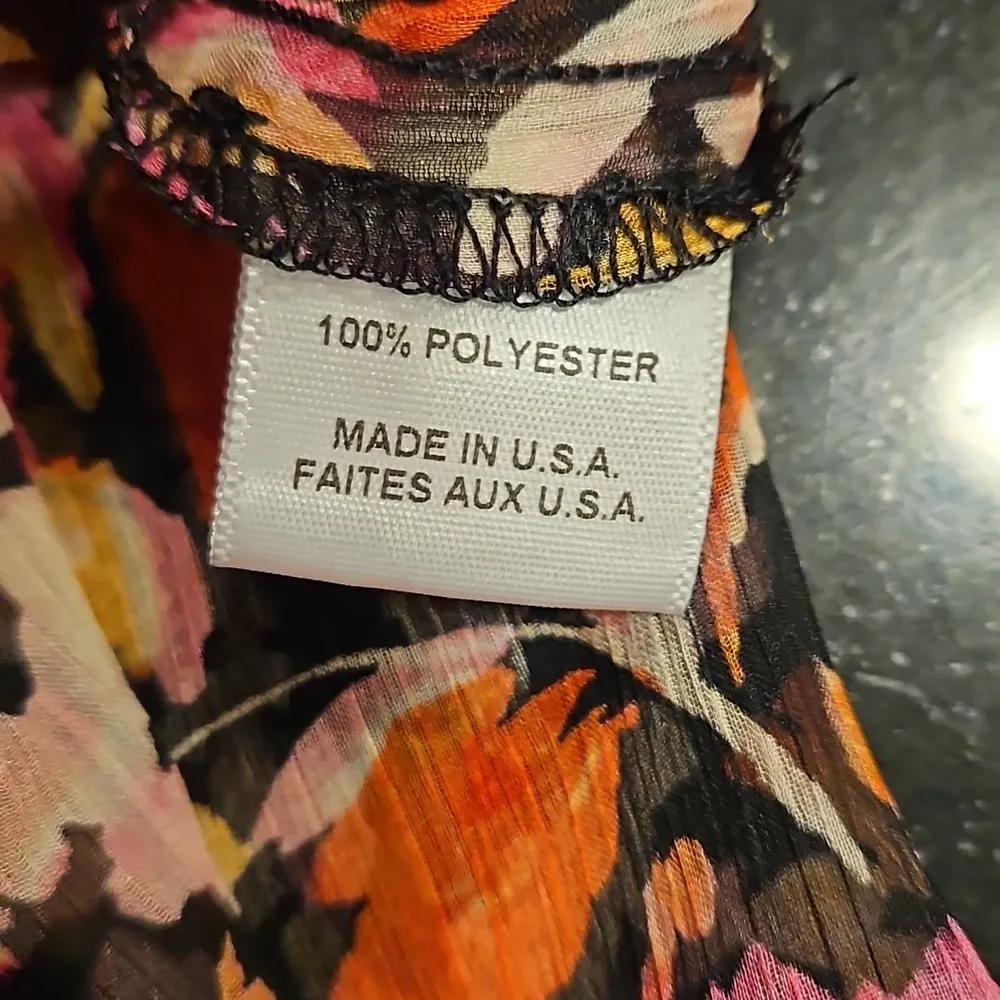 100% POLYESTER
MADE IN U.S.A.
FAITES AUX U.S.A.